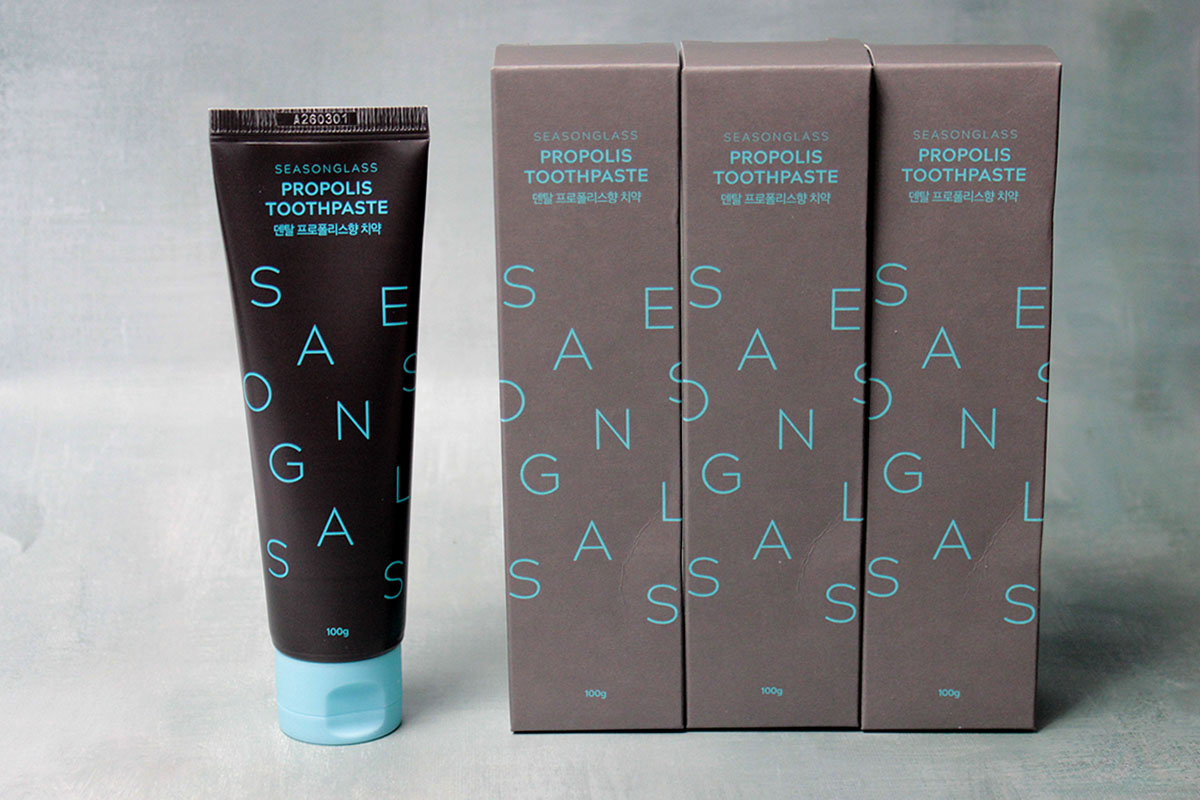 A260301
SEASONGLASS
PROPOLIS
TOOTHPASTE
덴탈 프로폴리스향 치약
S
E
A
S
O
N
G
L
A
S
S
100g
SEASONGLASS
PROPOLIS
TOOTHPASTE
덴탈 프로폴리스향 치약
S
E
A
S
O
N
G
L
A
S
S
100g
SEASONGLASS
PROPOLIS
TOOTHPASTE
덴탈 프로폴리스향 치약
S
E
A
S
O
N
G
L
A
S
S
100g
SEASONGLASS
PROPOLIS
TOOTHPASTE
덴탈 프로폴리스향 치약
S
E
A
S
O
N
G
L
A
S
S
100g